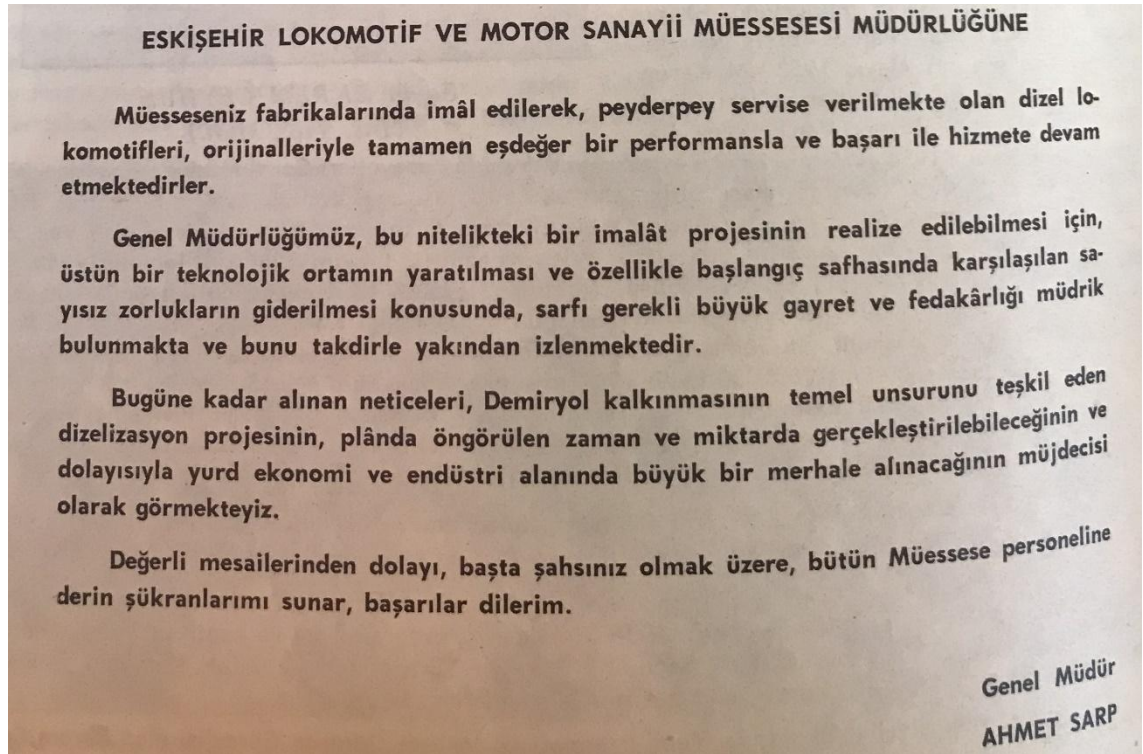 ESKİŞEHİR LOKOMOTİF VE MOTOR SANAYİİ MÜESSESESİ MÜDÜRLÜĞÜNE
Müesseseniz fabrikalarında imâl edilerek, peyderpey servise verilmekte olan dizel lo-
komotifleri, orijinalleriyle tamamen eşdeğer bir performansla ve başarı ile hizmete devam
etmektedirler.
Genel Müdürlüğümüz, bu nitelikteki bir imalât projesinin realize edilebilmesi için,
üstün bir teknolojik ortamın yaratılması ve özellikle başlangıç safhasında karşılaşılan sa-
yısız zorlukların giderilmesi konusunda, sarfı gerekli büyük gayret ve fedakârlığı müdrik
bulunmakta ve bunu takdirle yakından izlenmektedir.
Bugüne kadar alınan neticeleri, Demiryol kalkınmasının temel unsurunu teşkil eden
dizelizasyon projesinin, plânda öngörülen zaman ve miktarda gerçekleştirilebileceğinin ve
dolayısıyla yurd ekonomi ve endüstri alanında büyük bir merhale alınacağının müjdecisi
olarak görmekteyiz.
Değerli mesailerinden dolayı, başta şahsınız olmak üzere, bütün Müessese personeline
derin şükranlarımı sunar, başarılar dilerim.
Genel Müdür
AHMET SARP